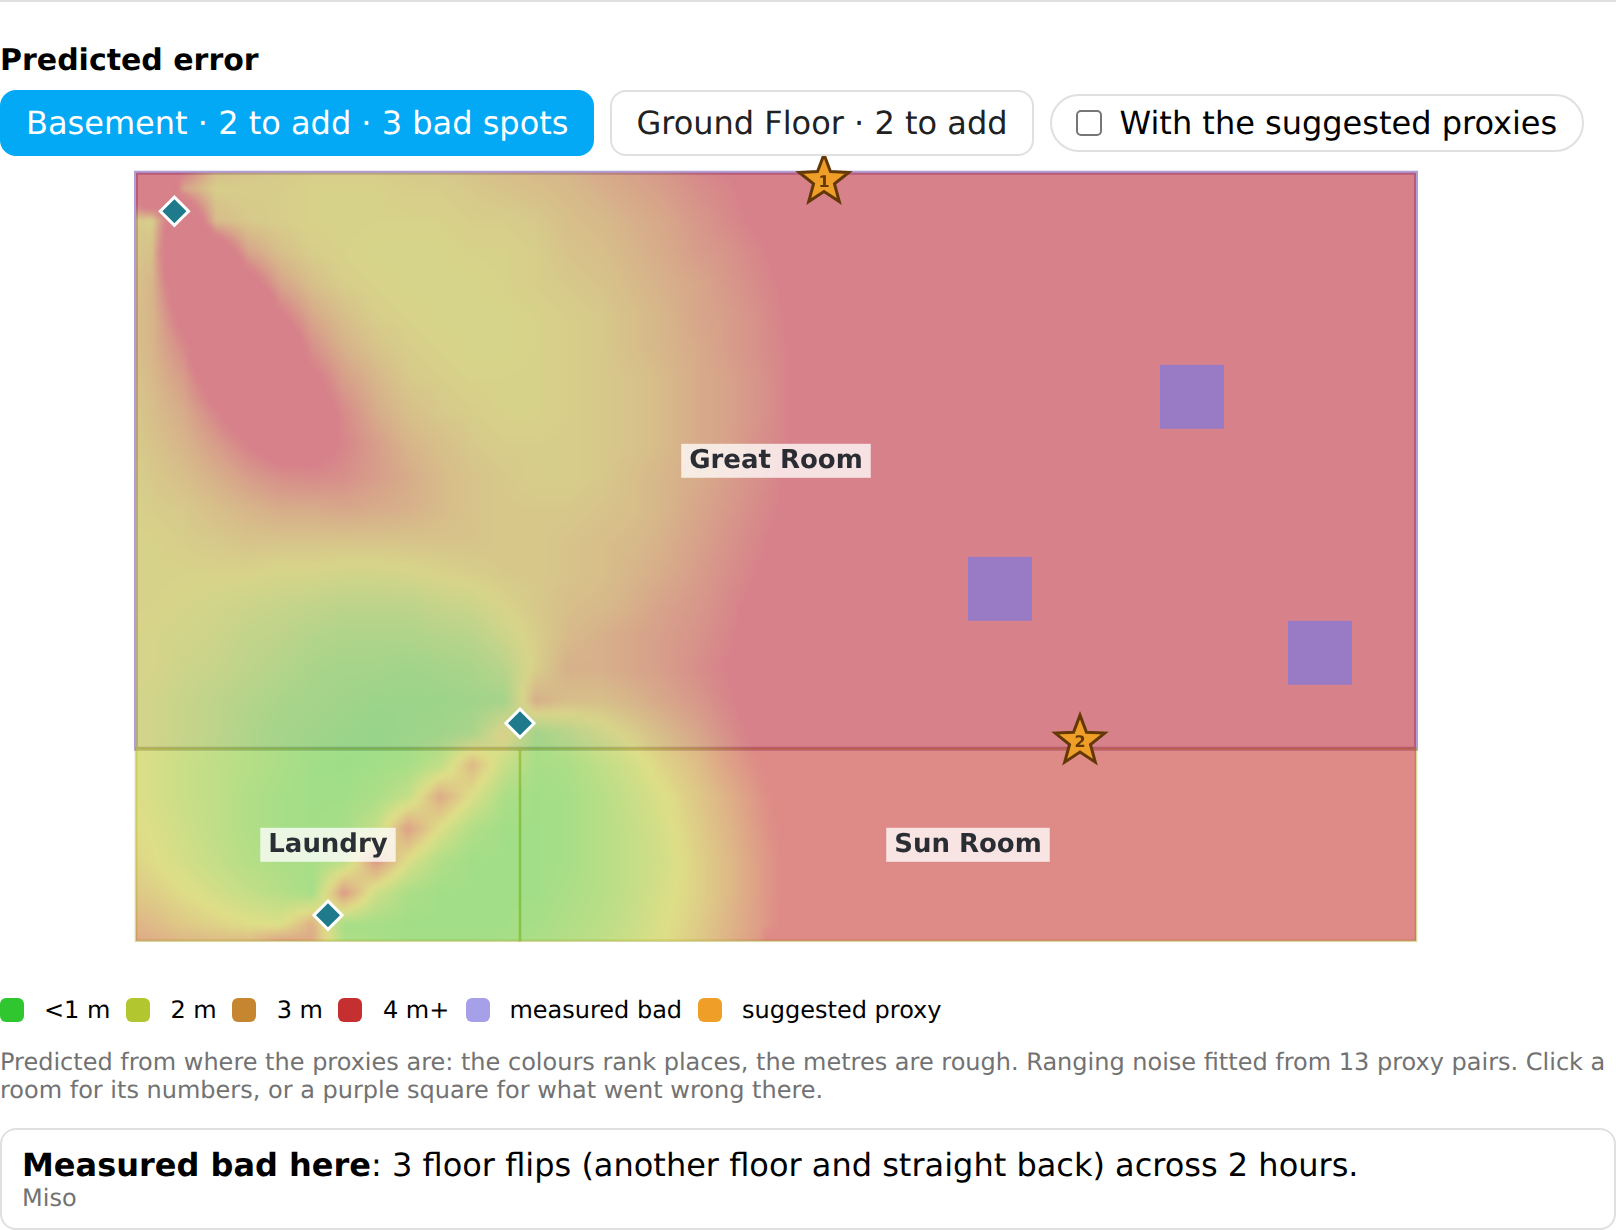 Predicted error
Basement · 2 to add · 3 bad spots
Ground Floor · 2 to add
With the suggested proxies
1
Great Room
2
Laundry
Sun Room
<1 m
2 m
3 m
4 m+
measured bad
suggested proxy
Predicted from where the proxies are: the colours rank places, the metres are rough. Ranging noise fitted from 13 proxy pairs. Click a
room for its numbers, or a purple square for what went wrong there.
Measured bad here: 3 floor flips (another floor and straight back) across 2 hours.
Miso